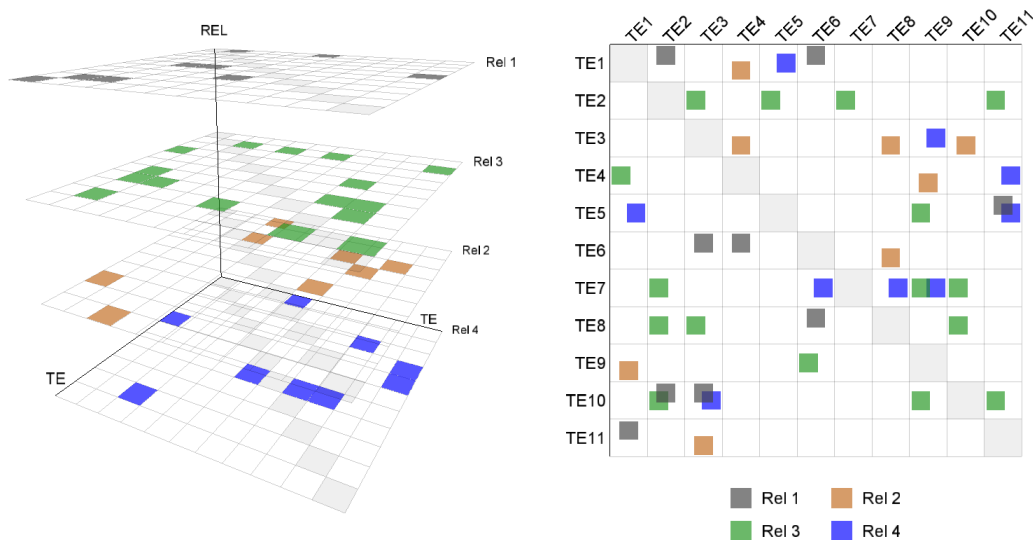 REL
Rel 1
Rel 3
Rel 2
TE
Rel 4
TE
TE1 TE2 TE3 TE4 TE5 TE6 TE7 TE8 TE9 TE10 TE11
TE1
TE2
TE3
TE4
TE5
TE6
TE7
TE8
TE9
TE10
TE11
Rel 1 Rel 2
Rel 3 Rel 4